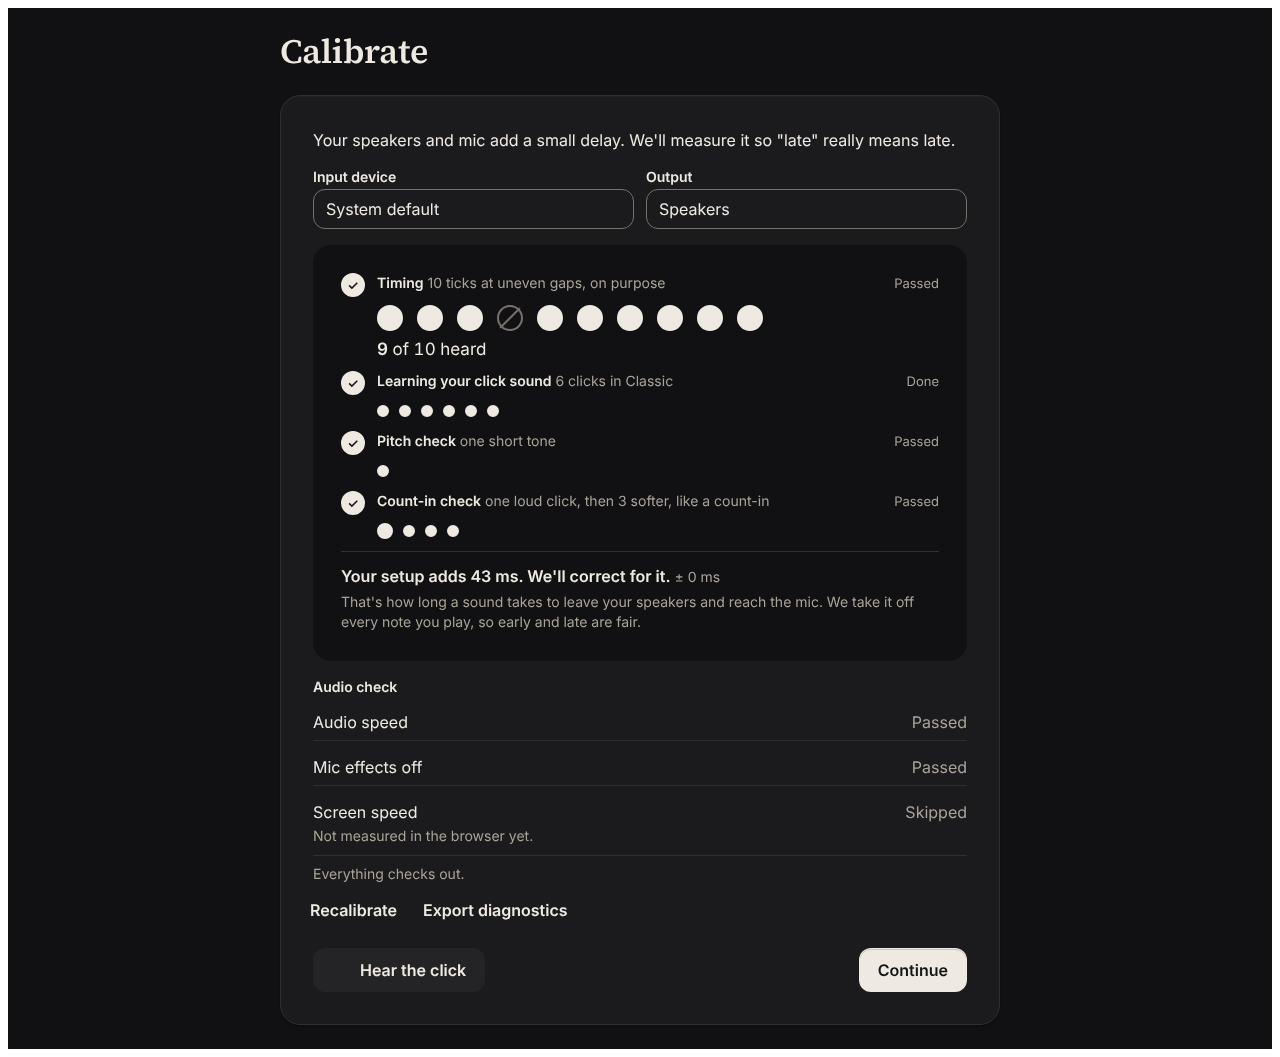 Calibrate
Your speakers and mic add a small delay. We'll measure it so "late" really means late.
Input device
Output
System default
Speakers
Timing 10 ticks at uneven gaps, on purpose
Passed
9 of 10 heard
Learning your click sound 6 clicks in Classic
Done
Pitch check one short tone
Passed
Count-in check one loud click, then 3 softer, like a count-in
Passed
Your setup adds 43 ms. We'll correct for it. ± 0 ms
That's how long a sound takes to leave your speakers and reach the mic. We take it off
every note you play, so early and late are fair.
Audio check
Audio speed
Passed
Mic effects off
Passed
Screen speed
Skipped
Not measured in the browser yet.
Everything checks out.
Recalibrate
Export diagnostics
Hear the click
Continue